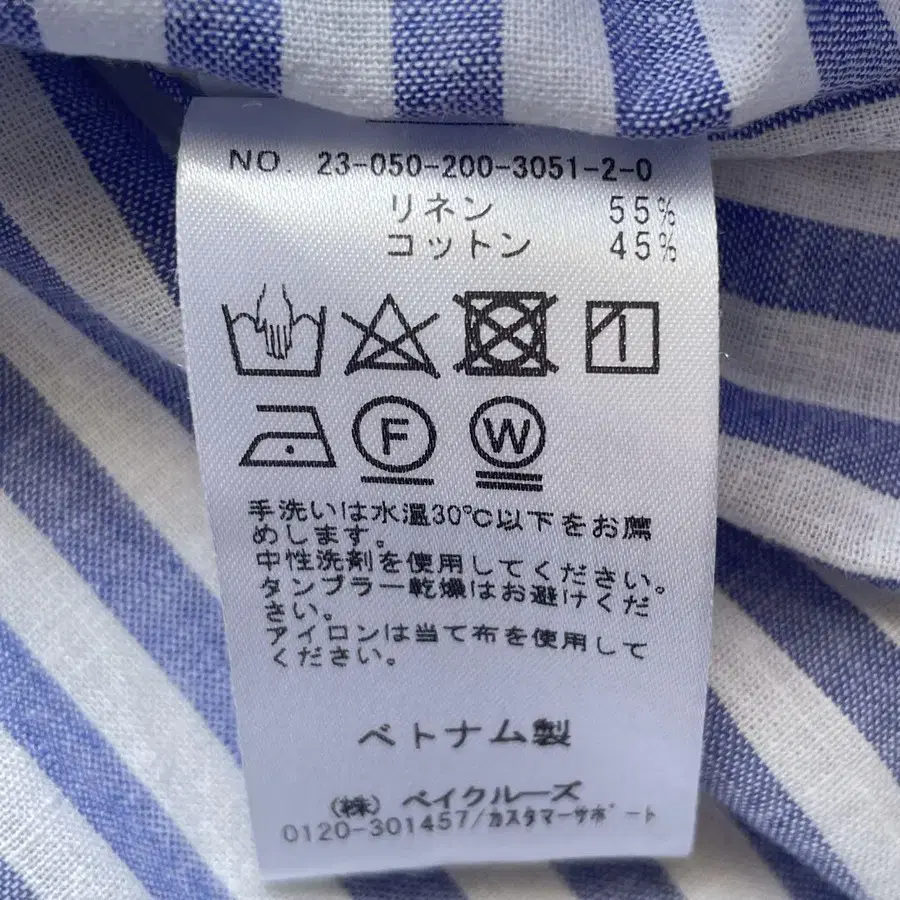 NO. 23-050-200-3051-2-0
リネン 55%
コットン 45%
F W
手洗いは水温30℃以下をお薦
めします。
中性洗剤を使用してください。
タンブラー乾燥はお避けくだ
さい。
アイロンは当て布を使用して
ください。
ベトナム製
(株) ベイクルーズ
0120-301457/カスタマーサポート